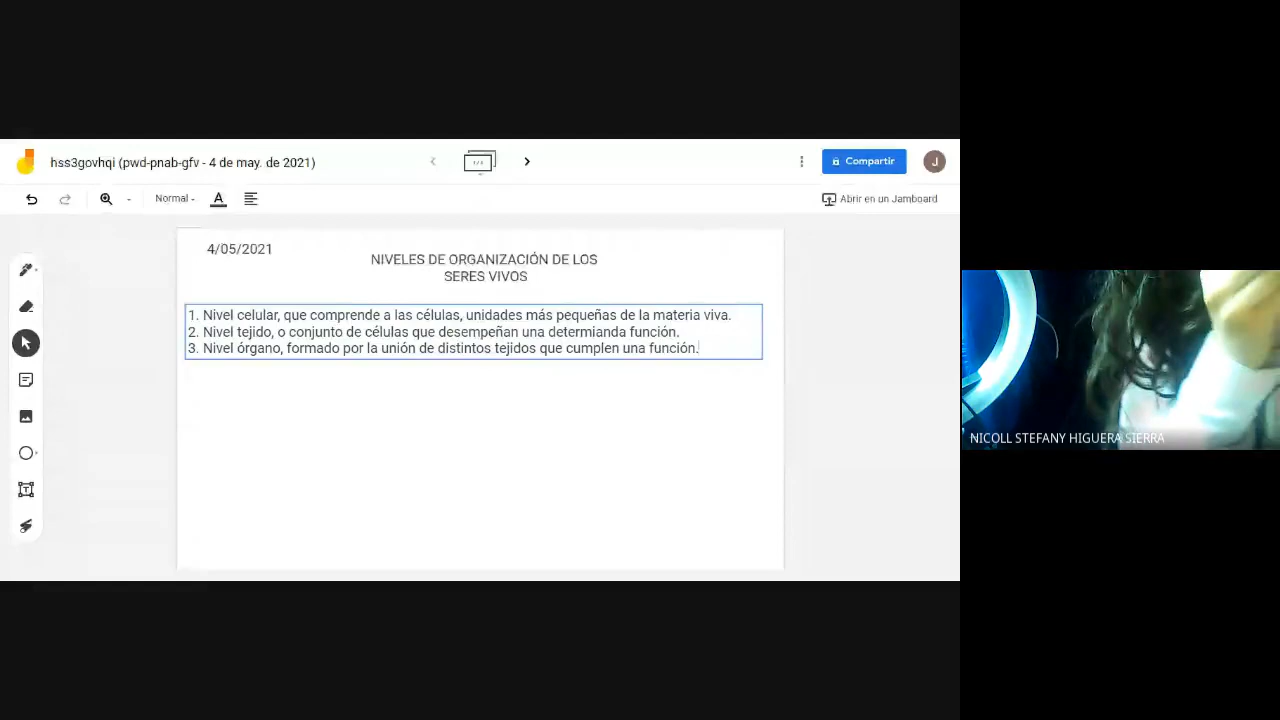 hss3govhqi (pwd-pnab-gfv - 4 de may. de 2021)
Compartir
J
Normal
A
Abrir en un Jamboard
4/05/2021
NIVELES DE ORGANIZACIÓN DE LOS
SERES VIVOS
1. Nivel celular, que comprende a las células, unidades más pequeñas de la materia viva.
2. Nivel tejido, o conjunto de células que desempeñan una determianda función.
3. Nivel órgano, formado por la unión de distintos tejidos que cumplen una función.
NICOLL STEFANY HIGUERA SIERRA